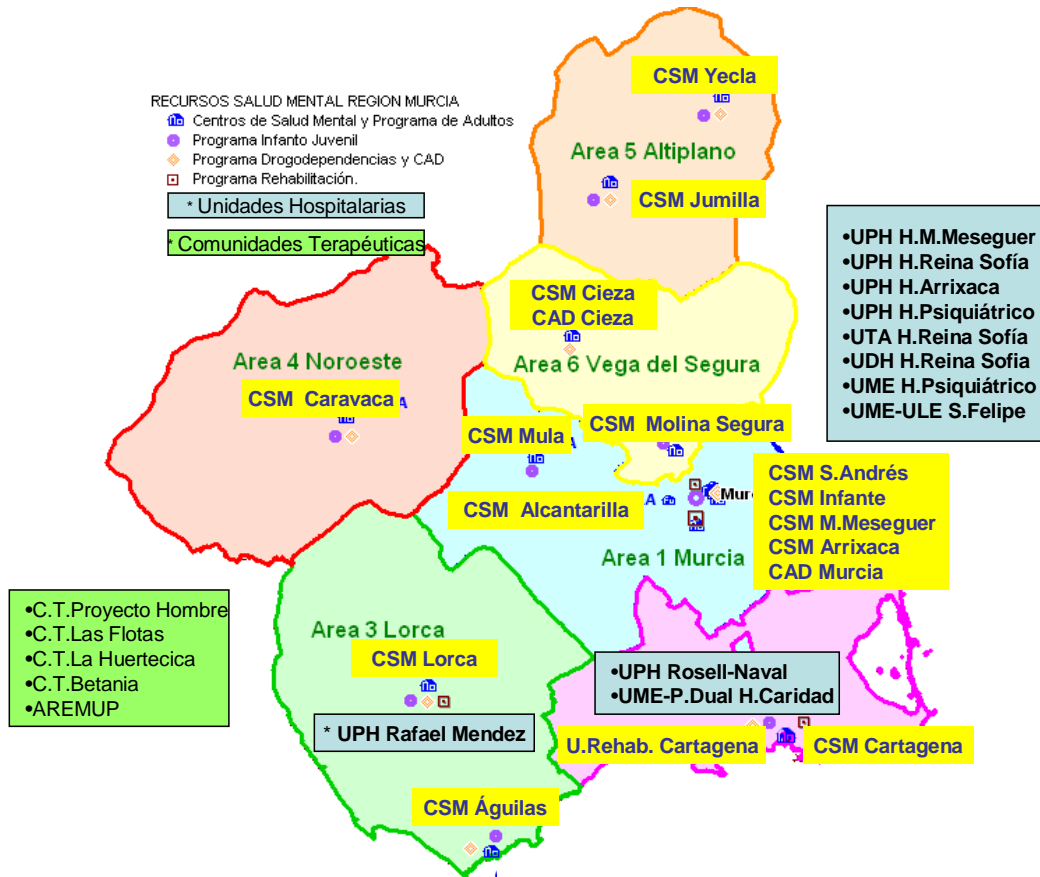 CSM Yecla
RECURSOS SALUD MENTAL REGION MURCIA
Centros de Salud Mental y Programa de Adultos
Programa Infanto Juvenil
Programa Drogodependencias y CAD
Programa Rehabilitación.
* Unidades Hospitalarias
* Comunidades Terapéuticas
Area 5 Altiplano
CSM Jumilla
•UPH H.M.Meseguer
•UPH H.Reina Sofía
•UPH H.Arrixaca
•UPH H.Psiquiátrico
•UTA H.Reina Sofía
•UDH H.Reina Sofia
•UME H.Psiquiátrico
•UME-ULE S.Felipe
CSM Cieza
CAD Cieza
Area 6 Vega del Segura
Area 4 Noroeste
CSM Caravaca
A
CSM Mula
A
CSM Molina Segura
CSM Alcantarilla
A
Mur
CSM S.Andrés
CSM Infante
CSM M.Meseguer
CSM Arrixaca
CAD Murcia
Area 1 Murcia
•C.T.Proyecto Hombre
•C.T.Las Flotas
•C.T.La Huertecica
•C.T.Betania
•AREMUP
Area 3 Lorca
CSM Lorca
* UPH Rafael Mendez
•UPH Rosell-Naval
•UME-P.Dual H.Caridad
U.Rehab. Cartagena
CSM Cartagena
CSM Águilas